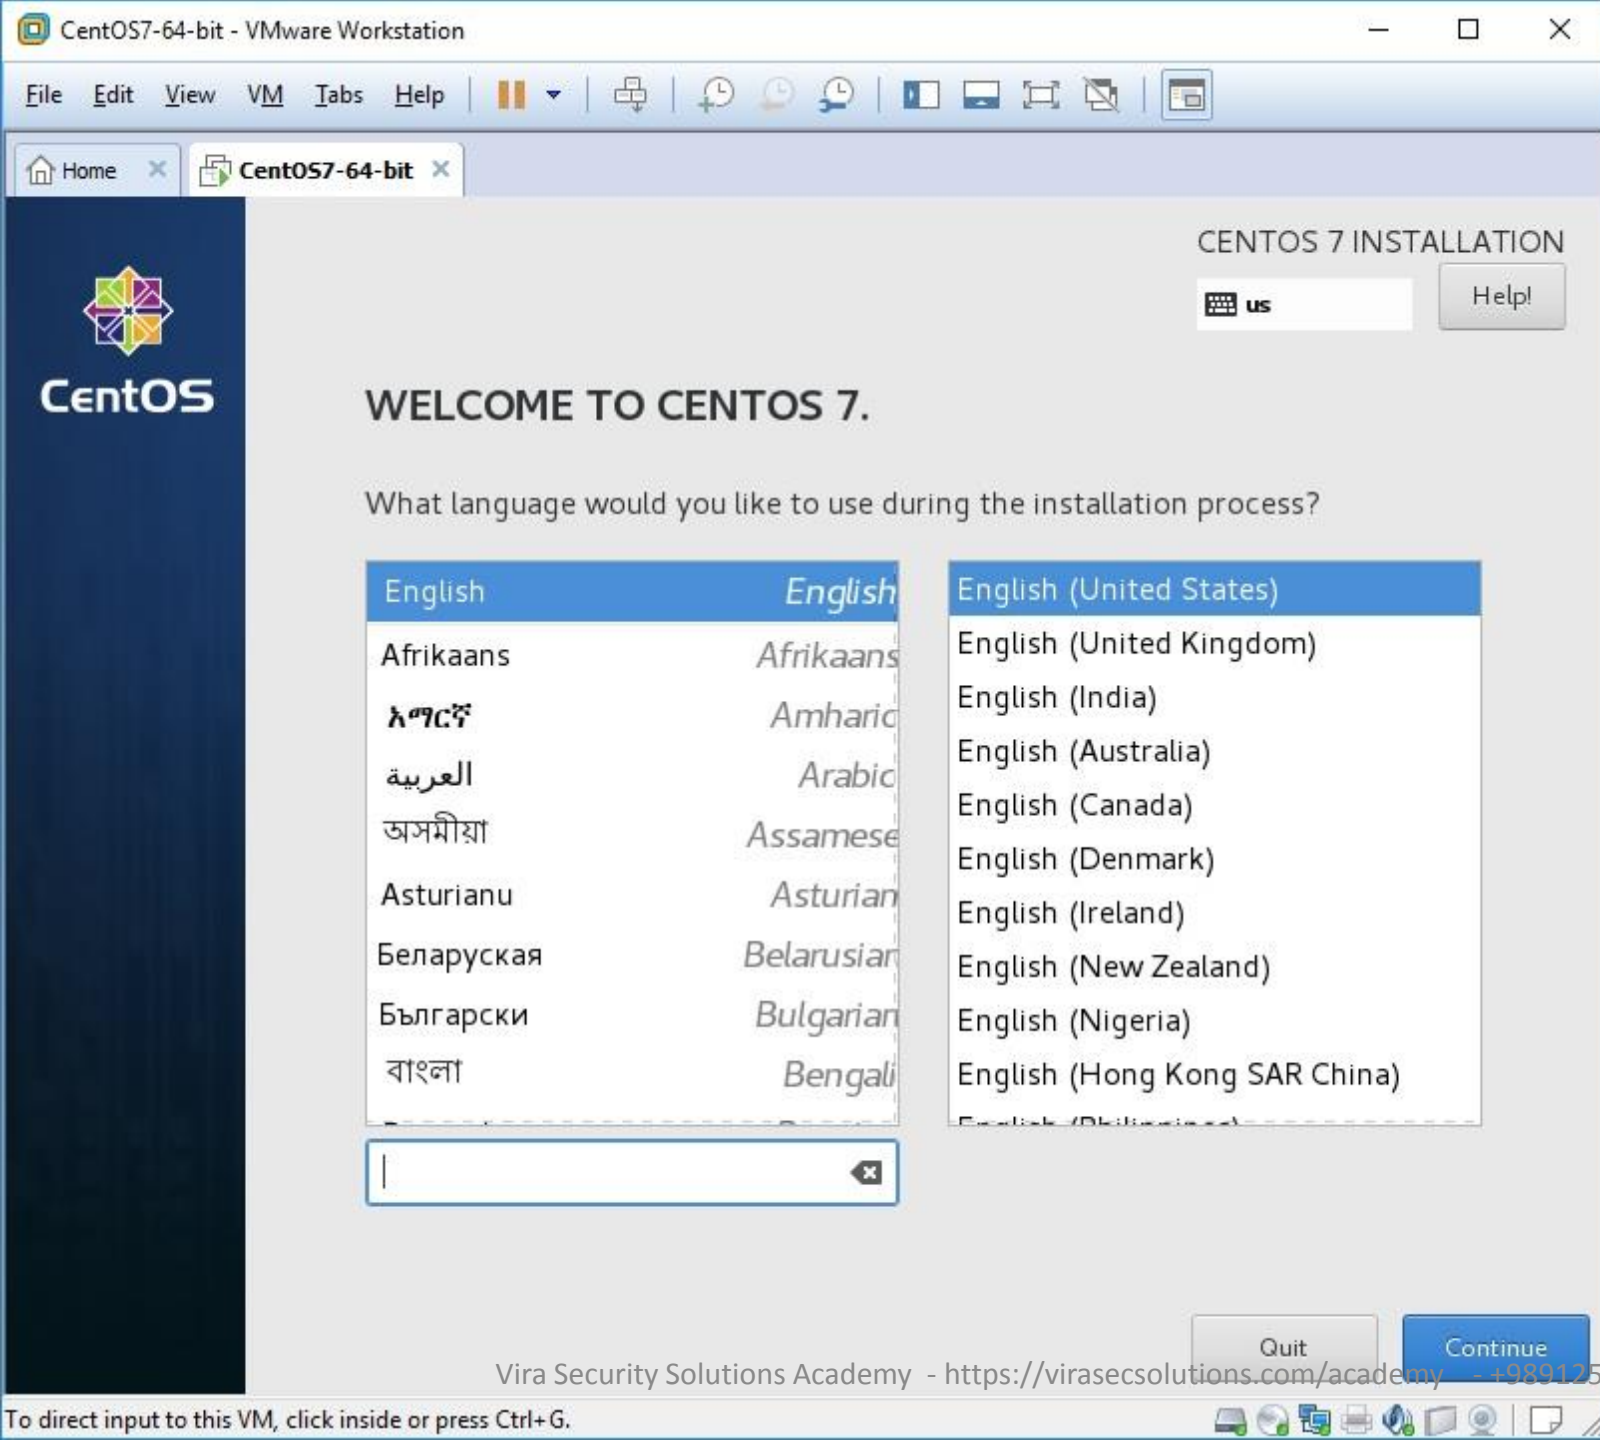 CentOS7-64-bit - VMware Workstation
File Edit View VM Tabs Help
Home CentOS7-64-bit
CentOS
CENTOS 7 INSTALLATION
us Help!
WELCOME TO CENTOS 7.
What language would you like to use during the installation process?
English English
Afrikaans Afrikaans
አማርኛ Amharic
العربية Arabic
অসমীয়া Assamese
Asturianu Asturian
Беларуская Belarusian
Български Bulgarian
বাংলা Bengali
English (United States)
English (United Kingdom)
English (India)
English (Australia)
English (Canada)
English (Denmark)
English (Ireland)
English (New Zealand)
English (Nigeria)
English (Hong Kong SAR China)
English (Philippines)
Quit Continue
Vira Security Solutions Academy - https://virasecsolutions.com/academy - +989125
To direct input to this VM, click inside or press Ctrl+G.